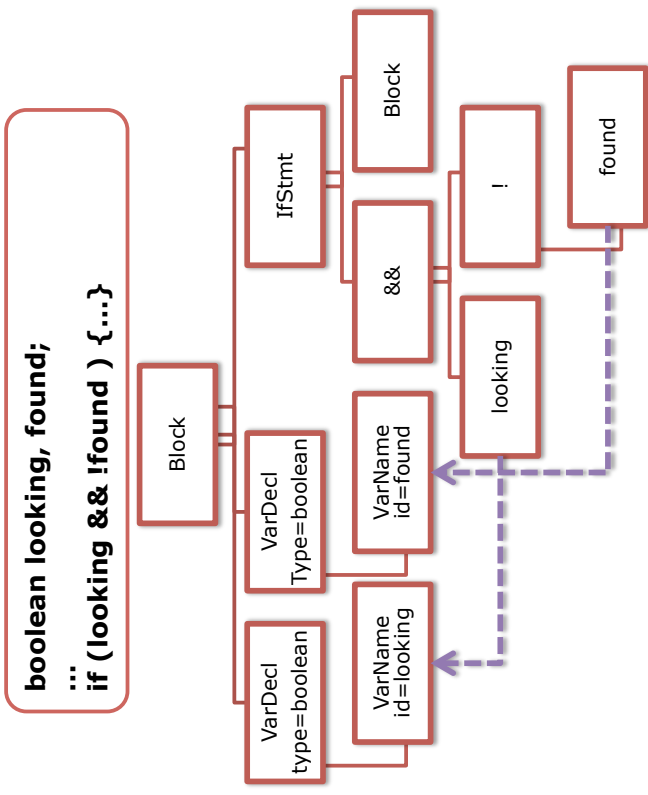 boolean looking, found;
...
if (looking && !found ) {...}
Block
VarDecl
type=boolean
VarDecl
Type=boolean
IfStmt
VarName
id=looking
VarName
id=found
&&
Block
looking
!
found